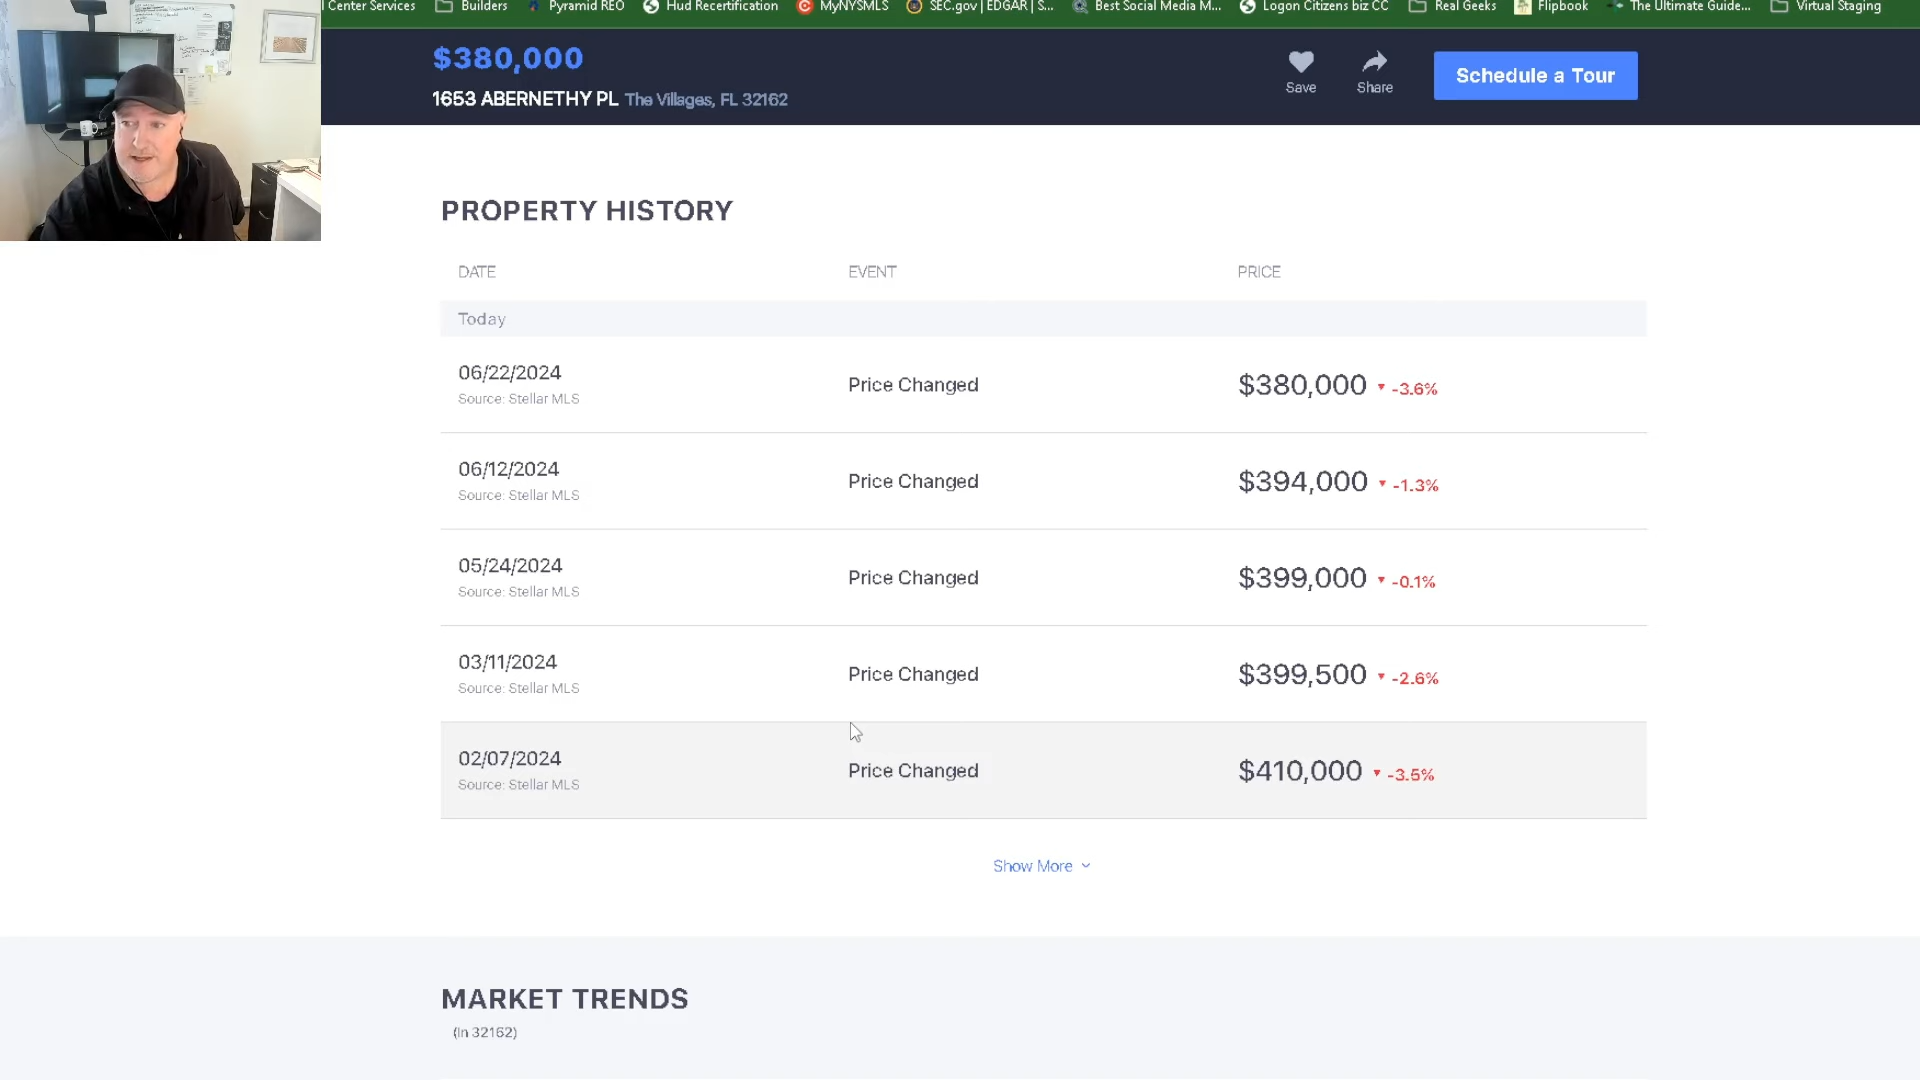 l Center Services Builders Pyramid REO Hud Recertification MyNYSMLS SEC.gov | EDGAR | S... Best Social Media M... Logon Citizens biz CC Real Geeks Flipbook The Ultimate Guide... Virtual Staging
$380,000
1653 ABERNETHY PL The Villages, FL 32162
Save
Share
Schedule a Tour
PROPERTY HISTORY
DATE EVENT PRICE
Today
06/22/2024
Source: Stellar MLS
Price Changed
$380,000 ▼ -3.6%
06/12/2024
Source: Stellar MLS
Price Changed
$394,000 ▼ -1.3%
05/24/2024
Source: Stellar MLS
Price Changed
$399,000 ▼ -0.1%
03/11/2024
Source: Stellar MLS
Price Changed
$399,500 ▼ -2.6%
02/07/2024
Source: Stellar MLS
Price Changed
$410,000 ▼ -3.5%
Show More
MARKET TRENDS
(In 32162)